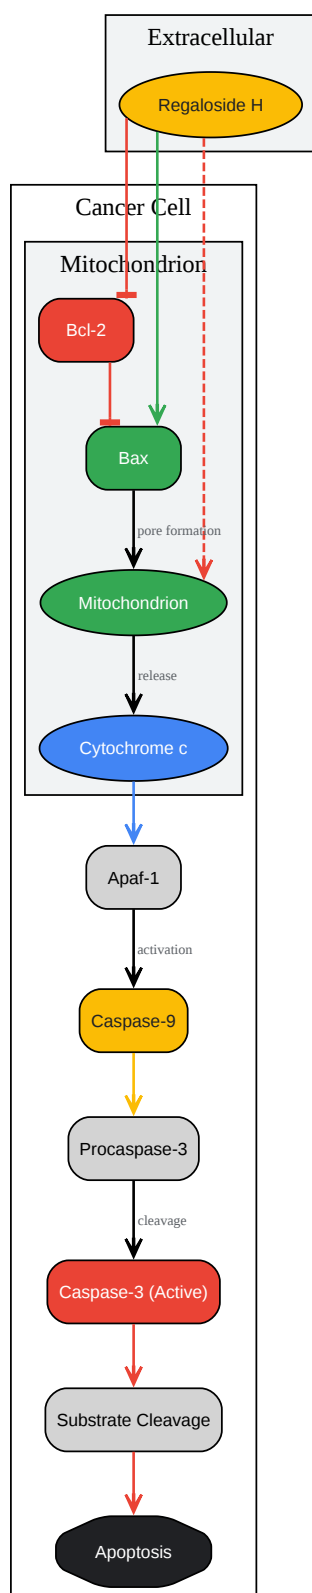 Extracellular
Regaloside H
Cancer Cell
Mitochondrion
Bcl-2
Bax
pore formation
Mitochondrion
release
Cytochrome c
Apaf-1
activation
Caspase-9
Procaspase-3
cleavage
Caspase-3 (Active)
Substrate Cleavage
Apoptosis